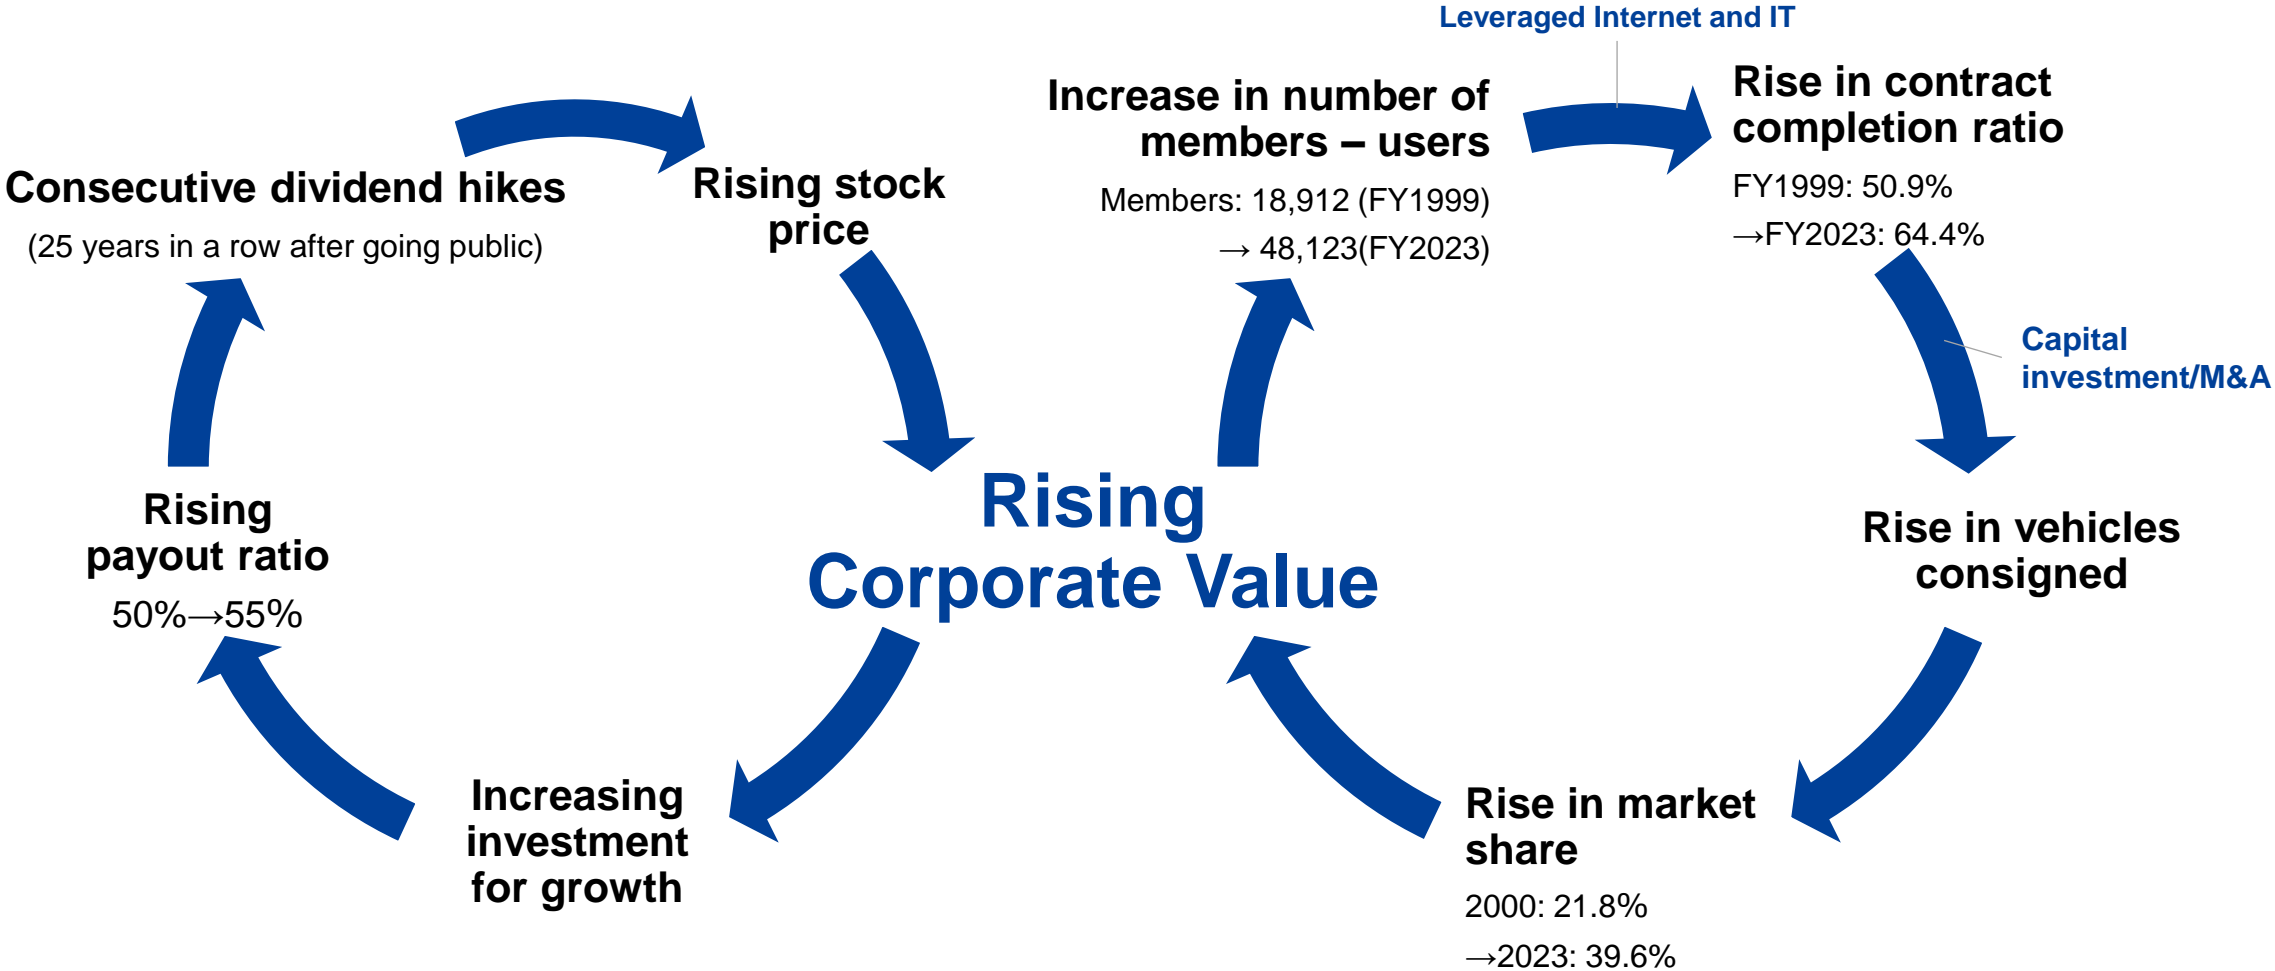 Leveraged Internet and IT
Consecutive dividend hikes
(25 years in a row after going public)
Rising stock
price
Increase in number of
members – users
Members: 18,912 (FY1999)
→ 48,123(FY2023)
Rise in contract
completion ratio
FY1999: 50.9%
→FY2023: 64.4%
Capital
investment/M&A
Rising
payout ratio
50%→55%
Rising
Corporate Value
Rise in vehicles
consigned
Increasing
investment
for growth
Rise in market
share
2000: 21.8%
→2023: 39.6%